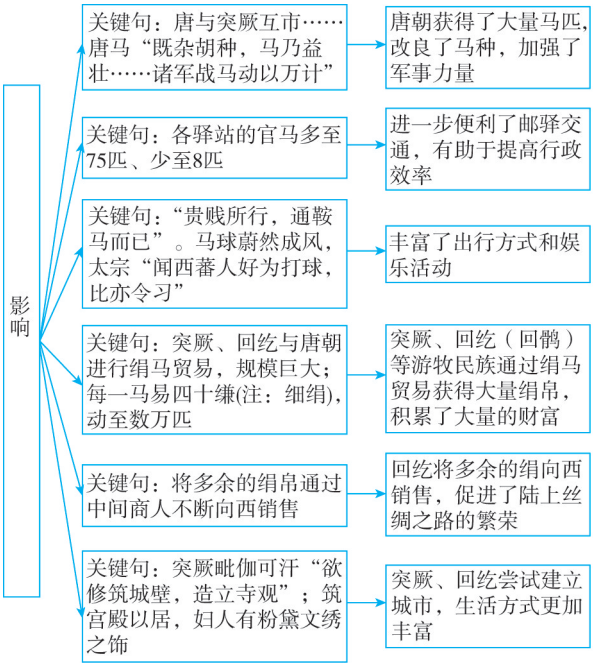 影响
关键句：唐与突厥互市……
唐马“既杂胡种，马乃益
壮……诸军战马动以万计”
唐朝获得了大量马匹，
改良了马种，加强了
军事力量
关键句：各驿站的官马多至
75匹、少至8匹
进一步便利了邮驿交
通，有助于提高行政
效率
关键句：“贵贱所行，通鞍
马而已”。马球蔚然成风，
太宗“闻西蕃人好为打球，
比亦令习”
丰富了出行方式和娱
乐活动
关键句：突厥、回纥与唐朝
进行绢马贸易，规模巨大；
每一马易四十缣(注：细绢)，
动至数万匹
突厥、回纥（回鹘）
等游牧民族通过绢马
贸易获得大量绢帛，
积累了大量的财富
关键句：将多余的绢帛通过
中间商人不断向西销售
回纥将多余的绢向西
销售，促进了陆上丝
绸之路的繁荣
关键句：突厥毗伽可汗“欲
修筑城壁，造立寺观”；筑
宫殿以居，妇人有粉黛文绣
之饰
突厥、回纥尝试建立
城市，生活方式更加
丰富